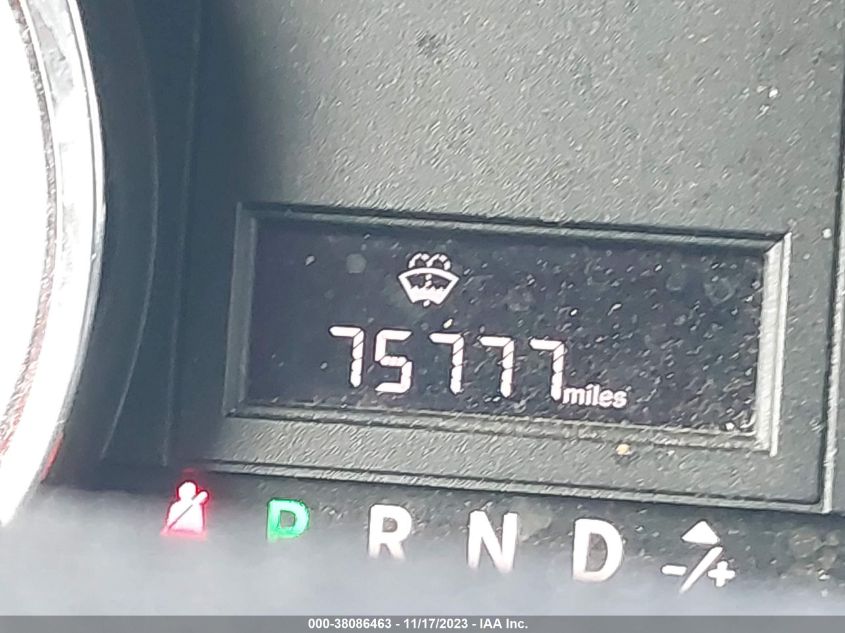 75777 miles
P R N D -/+
000-38086463 - 11/17/2023 - IAA Inc.